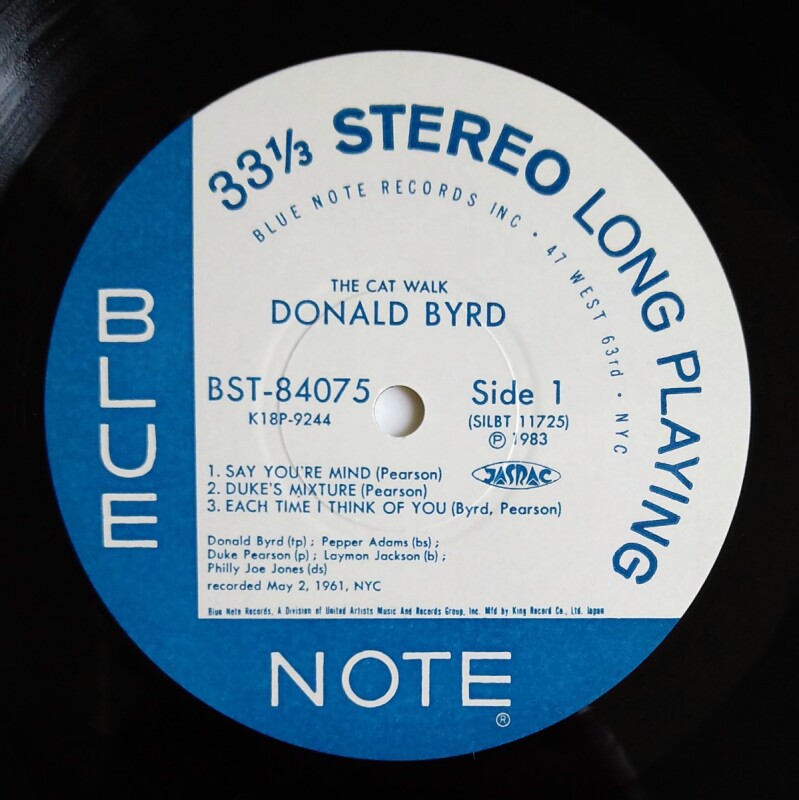 33⅓ STEREO LONG PLAYING
BLUE NOTE RECORDS INC · 47 WEST 63rd · NYC
THE CAT WALK
DONALD BYRD
BST-84075
K18P-9244
Side 1
(SILBT 11725)
Ⓟ 1983
JASRAC
1. SAY YOU'RE MIND (Pearson)
2. DUKE'S MIXTURE (Pearson)
3. EACH TIME I THINK OF YOU (Byrd, Pearson)
Donald Byrd (tp) ; Pepper Adams (bs) ;
Duke Pearson (p) ; Laymon Jackson (b) ;
Philly Joe Jones (ds)
recorded May 2, 1961, NYC
Blue Note Records, A Division of United Artists Music And Records Group, Inc. Mfd by King Record Co., Ltd. Japan
BLUE
NOTE
®